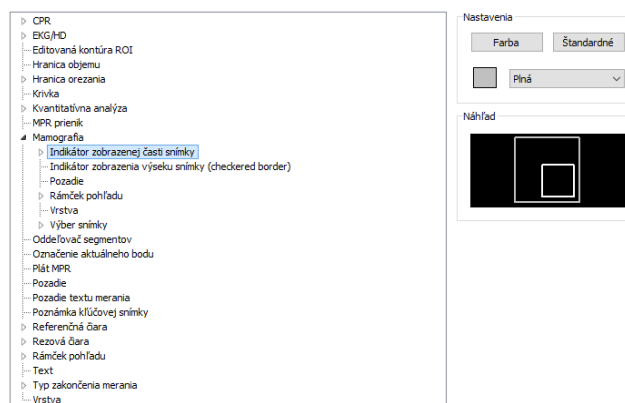 CPR
EKG/HD
Editovaná kontúra ROI
Hranica objemu
Hranica orezania
Krivka
Kvantitatívna analýza
MPR prienik
Mamografia
Indikátor zobrazenej časti snímky
Indikátor zobrazenia výseku snímky (checkered border)
Pozadie
Rámček pohľadu
Vrstva
Výber snímky
Oddeľovač segmentov
Označenie aktuálneho bodu
Plát MPR
Pozadie
Pozadie textu merania
Poznámka kľúčovej snímky
Referenčná čiara
Rezová čiara
Rámček pohľadu
Text
Typ zakončenia merania
Vrstva
Nastavenia
Farba Štandardné
Plná
Náhľad